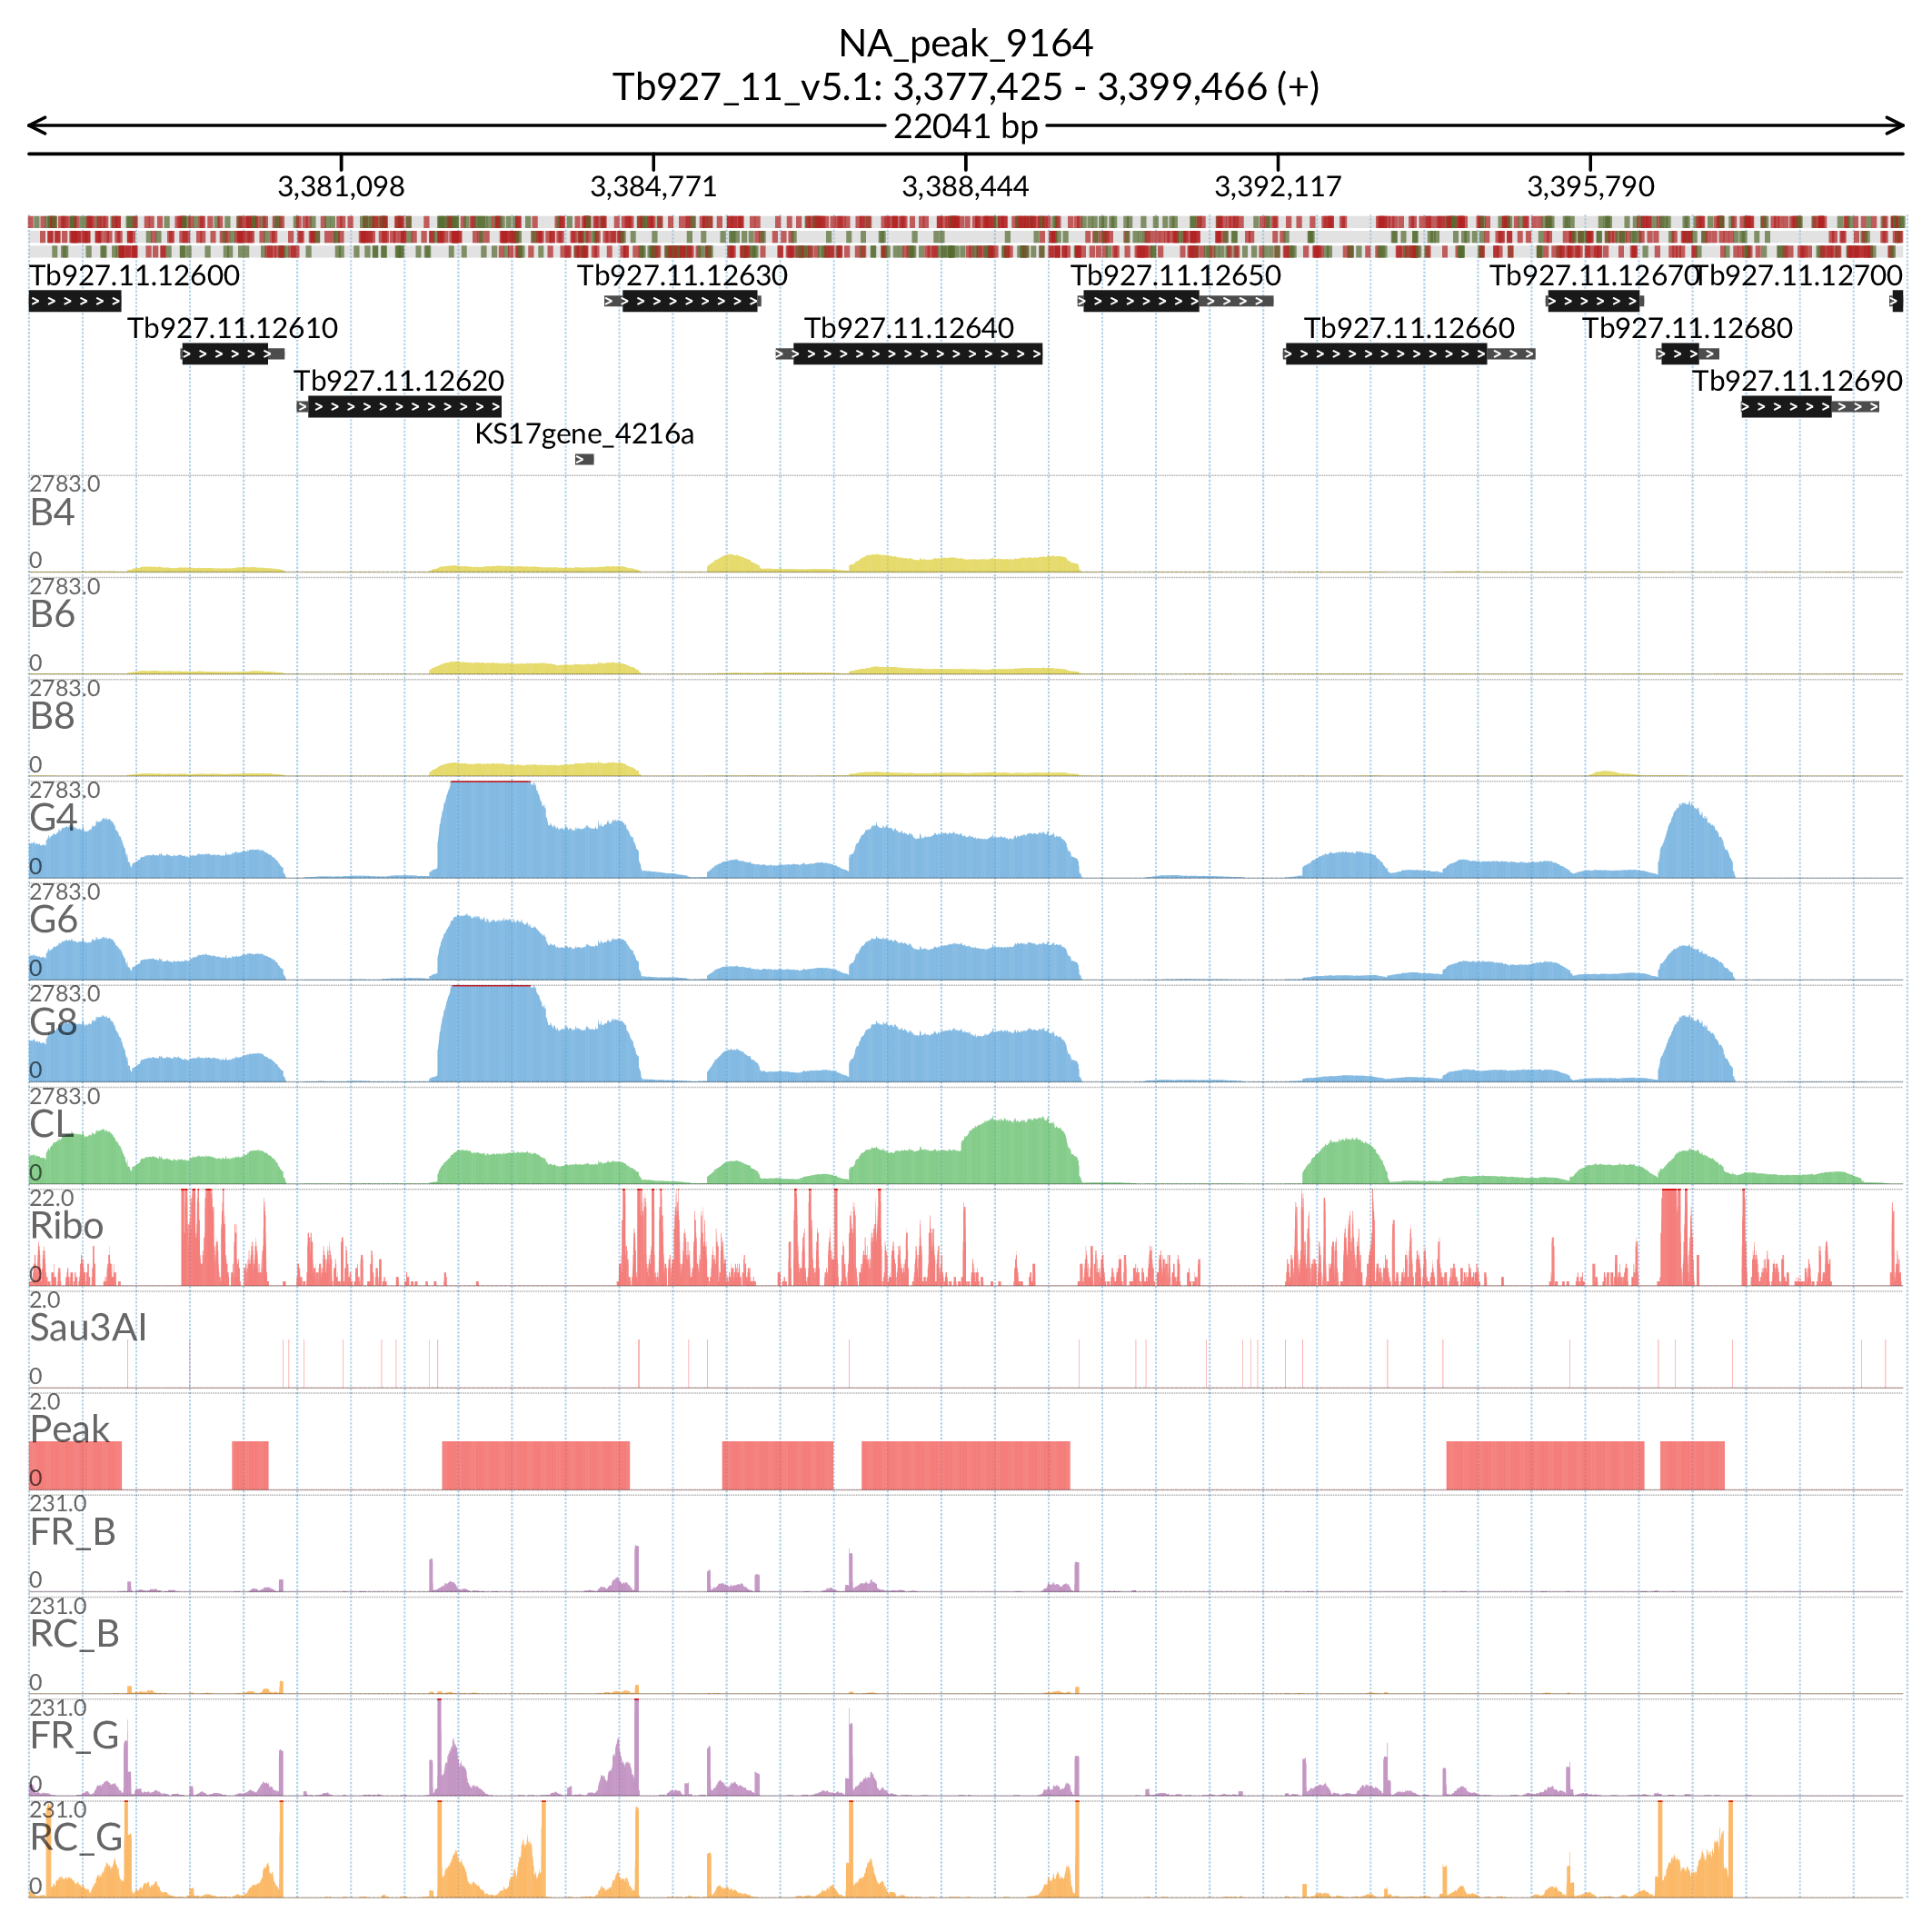 NA_peak_9164
Tb927_11_v5.1: 3,377,425 - 3,399,466 (+)
22041 bp
3,381,098 3,384,771 3,388,444 3,392,117 3,395,790
Tb927.11.12600 Tb927.11.12630 Tb927.11.12650 Tb927.11.12670 Tb927.11.12700
Tb927.11.12610 Tb927.11.12640 Tb927.11.12660 Tb927.11.12680
Tb927.11.12620 Tb927.11.12690
KS17gene_4216a
2783.0
B4
0
2783.0
B6
0
2783.0
B8
0
2783.0
G4
0
2783.0
G6
0
2783.0
G8
0
2783.0
CL
0
22.0
Ribo
0
2.0
Sau3AI
0
2.0
Peak
0
231.0
FR_B
0
231.0
RC_B
0
231.0
FR_G
0
231.0
RC_G
0